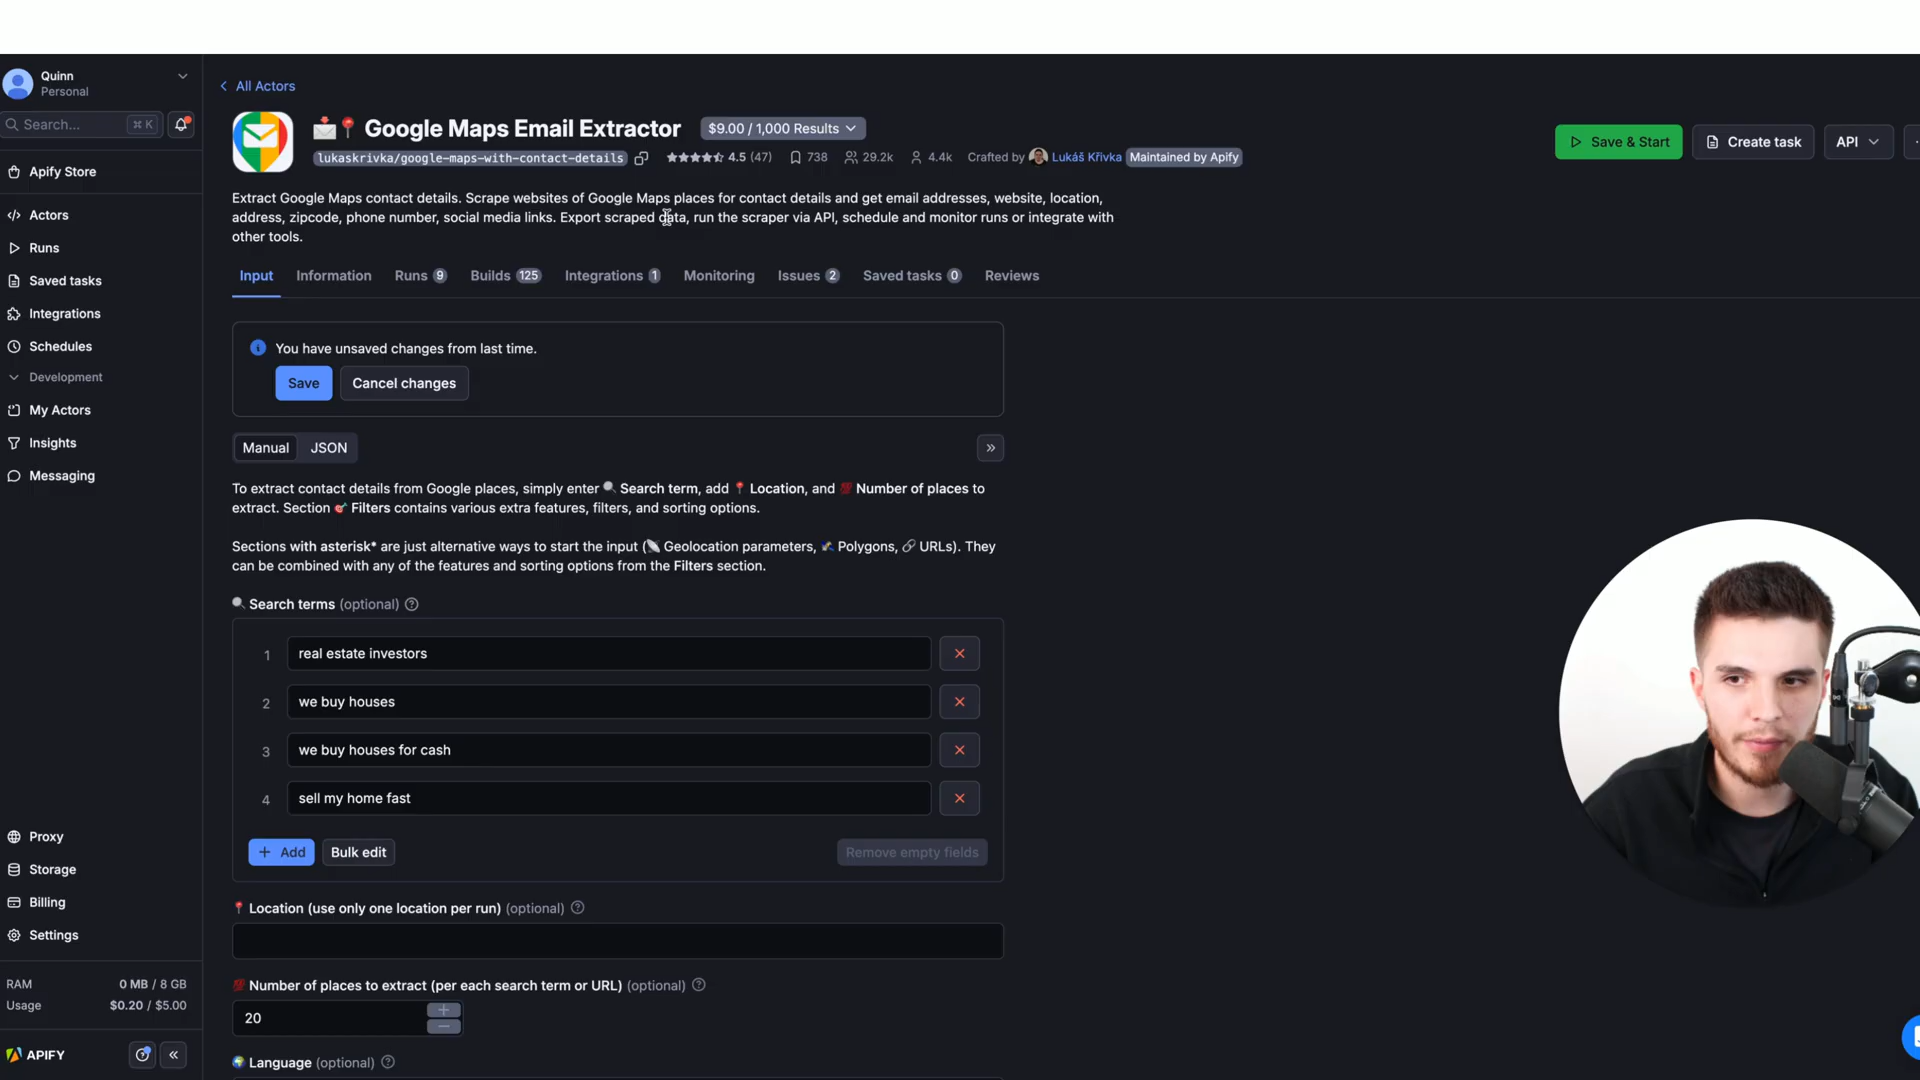 Quinn
Personal
Search...
⌘ K
Apify Store
Actors
Runs
Saved tasks
Integrations
Schedules
Development
My Actors
Insights
Messaging
Proxy
Storage
Billing
Settings
RAM 0 MB / 8 GB
Usage $0.20 / $5.00
APIFY
All Actors
Google Maps Email Extractor $9.00 / 1,000 Results
lukaskrivka/google-maps-with-contact-details 4.5 (47) 738 29.2k 4.4k Crafted by Lukáš Křivka Maintained by Apify
Save & Start
Create task
API
Extract Google Maps contact details. Scrape websites of Google Maps places for contact details and get email addresses, website, location,
address, zipcode, phone number, social media links. Export scraped data, run the scraper via API, schedule and monitor runs or integrate with
other tools.
Input Information Runs 9 Builds 125 Integrations 1 Monitoring Issues 2 Saved tasks 0 Reviews
You have unsaved changes from last time.
Save Cancel changes
Manual JSON
To extract contact details from Google places, simply enter 🔍 Search term, add 📍 Location, and 💯 Number of places to
extract. Section 🎯 Filters contains various extra features, filters, and sorting options.
Sections with asterisk* are just alternative ways to start the input (📡 Geolocation parameters, 🛰 Polygons, 🔗 URLs). They
can be combined with any of the features and sorting options from the Filters section.
🔍 Search terms (optional)
1 real estate investors
2 we buy houses
3 we buy houses for cash
4 sell my home fast
+ Add Bulk edit Remove empty fields
📍 Location (use only one location per run) (optional)
💯 Number of places to extract (per each search term or URL) (optional)
20
🌍 Language (optional)